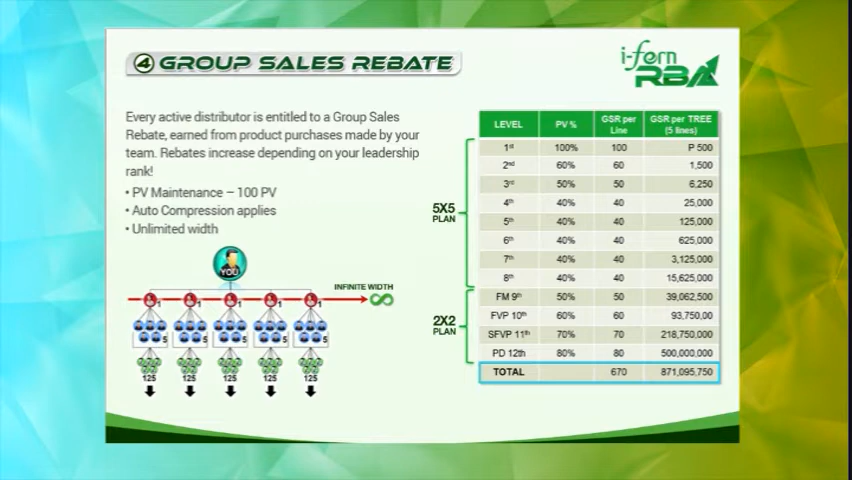 4 GROUP SALES REBATE
i-fern
RBA
Every active distributor is entitled to a Group Sales
Rebate, earned from product purchases made by your
team. Rebates increase depending on your leadership
rank!
• PV Maintenance – 100 PV
• Auto Compression applies
• Unlimited width
YOU
INFINITE WIDTH
1 1 1 1 1
5 5 5 5 5
125 125 125 125 125
5X5
PLAN
2X2
PLAN
LEVEL PV % GSR per Line GSR per TREE (5 lines)
1st 100% 100 P 500
2nd 60% 60 1,500
3rd 50% 50 6,250
4th 40% 40 25,000
5th 40% 40 125,000
6th 40% 40 625,000
7th 40% 40 3,125,000
8th 40% 40 15,625,000
FM 9th 50% 50 39,062,500
FVP 10th 60% 60 93,750,00
SFVP 11th 70% 70 218,750,000
PD 12th 80% 80 500,000,000
TOTAL 670 871,095,750